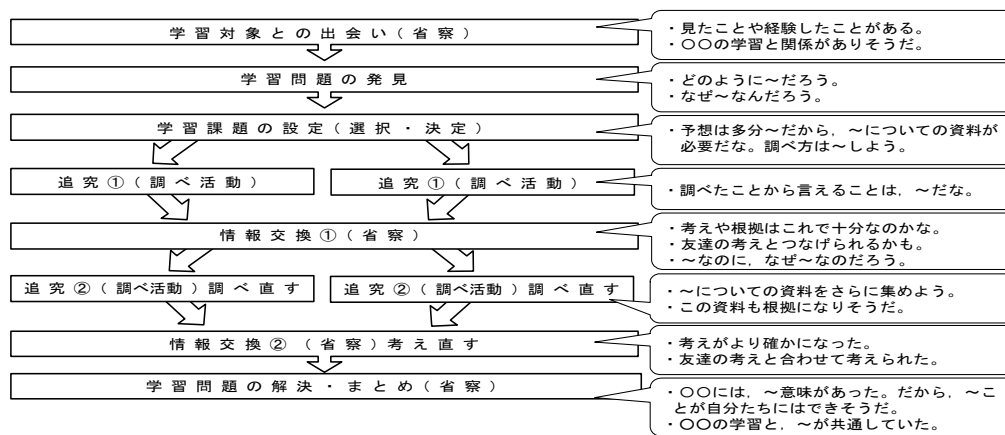 学習対象との出会い(省察)
・見たことや経験したことがある。
・〇〇の学習と関係がありそうだ。
学習問題の発見
・どのように~だろう。
・なぜ~なんだろう。
学習課題の設定(選択・決定)
・予想は多分~だから,~についての資料が
必要だな。調べ方は~しよう。
追究①(調べ活動)
追究①(調べ活動)
・調べたことから言えることは,~だな。
情報交換①(省察)
・考えや根拠はこれで十分なのかな。
・友達の考えとつなげられるかも。
・~なのに,なぜ~なのだろう。
追究②(調べ活動)調べ直す
追究②(調べ活動)調べ直す
・~についての資料をさらに集めよう。
・この資料も根拠になりそうだ。
情報交換② (省察)考え直す
・考えがより確かになった。
・友達の考えと合わせて考えられた。
学習問題の解決・まとめ(省察)
・〇〇には,~意味があった。だから,~こ
とが自分たちにはできそうだ。
・〇〇の学習と,~が共通していた。